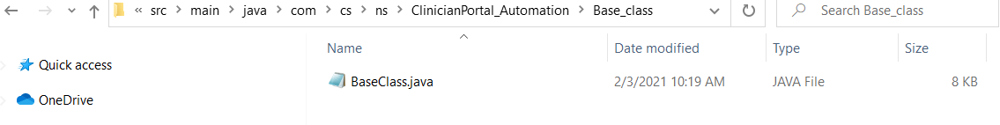 « src > main > java > com > cs > ns > ClinicianPortal_Automation > Base_class
Search Base_class
Name Date modified Type Size
Quick access
BaseClass.java 2/3/2021 10:19 AM JAVA File 8 KB
OneDrive